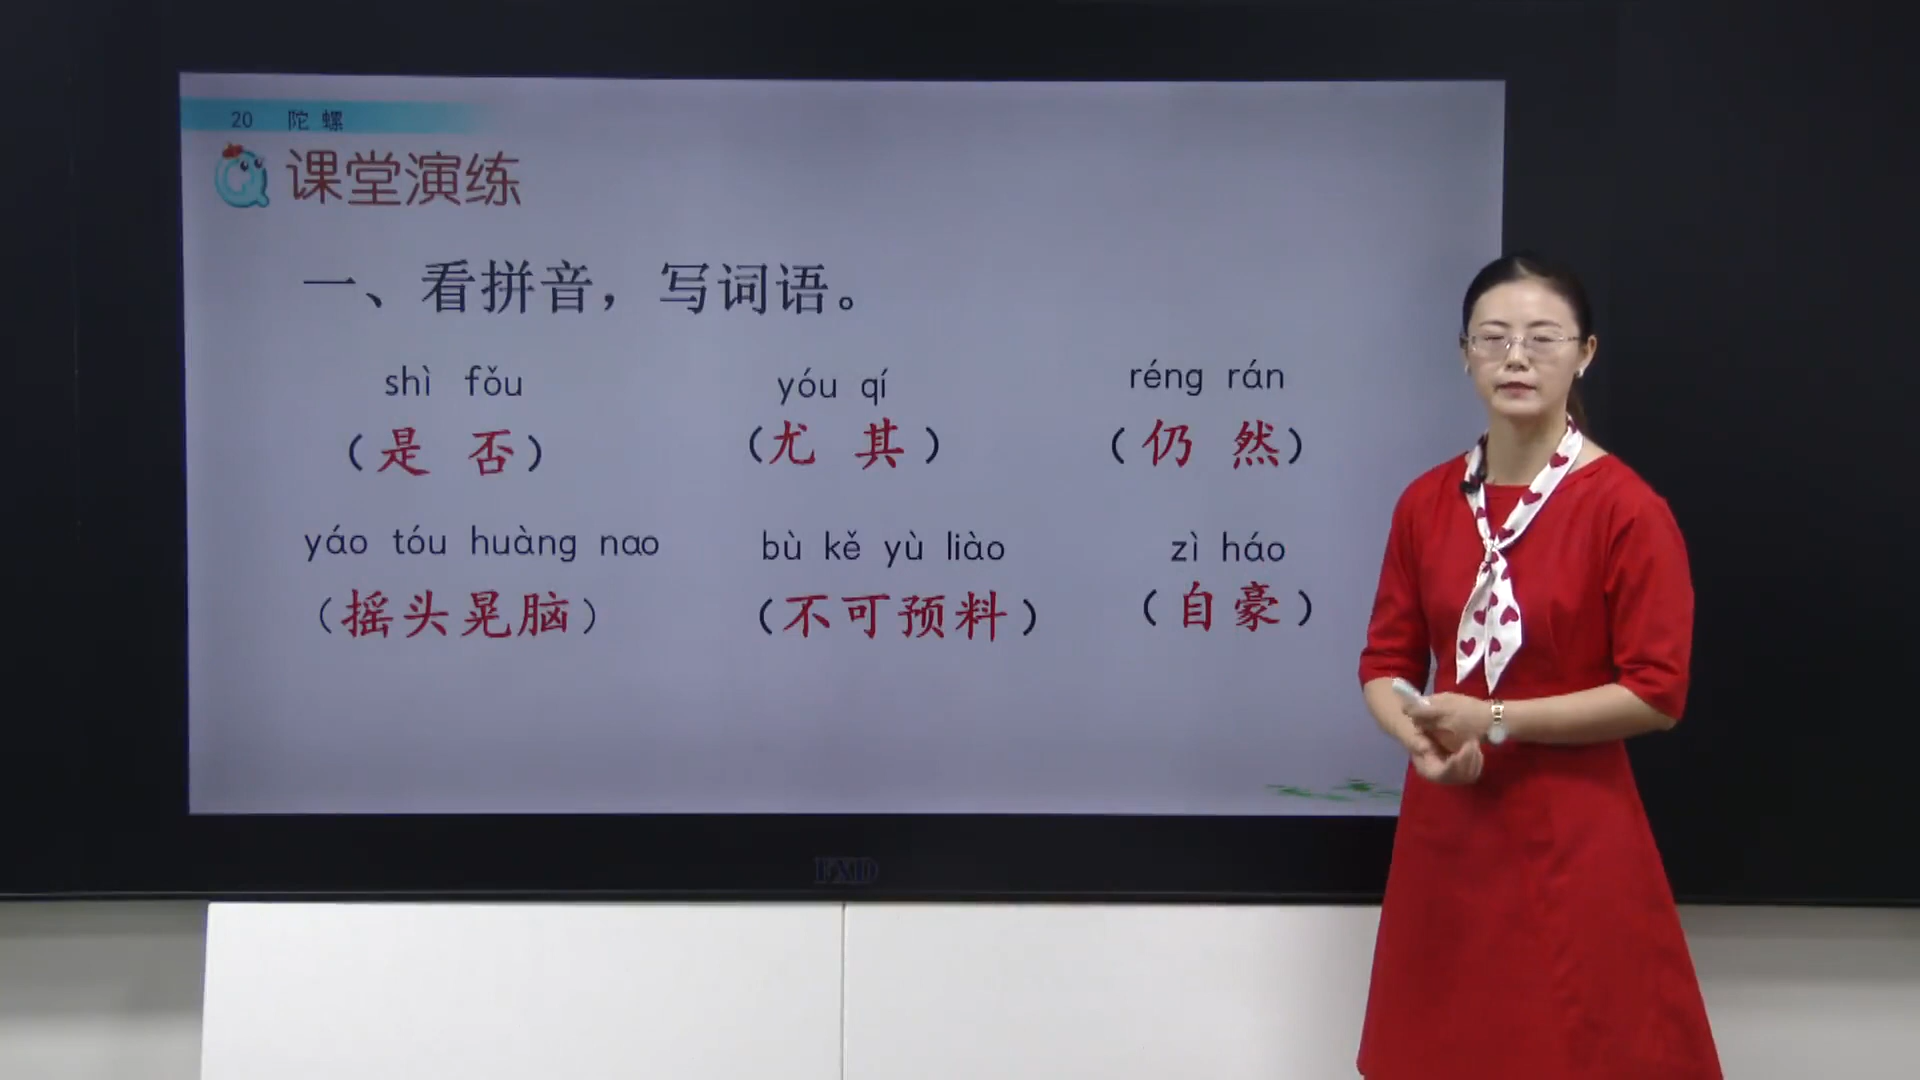 20 陀螺
课堂演练
一、看拼音，写词语。
shì fǒu yóu qí réng rán
（是 否） （尤 其） （仍 然）
yáo tóu huàng nao bù kě yù liào zì háo
（摇头晃脑） （不可预料） （自豪）